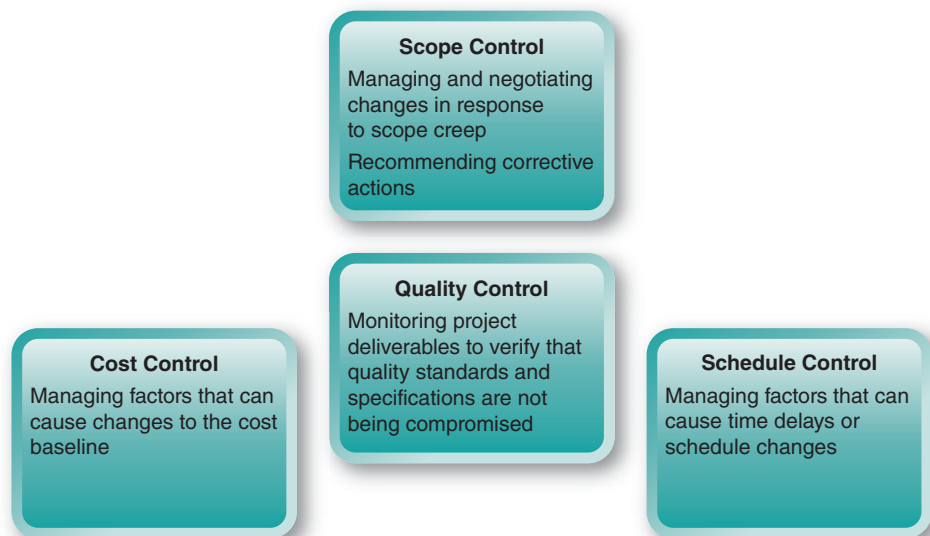 Scope Control
Managing and negotiating
changes in response
to scope creep
Recommending corrective
actions
Quality Control
Monitoring project
deliverables to verify that
quality standards and
specifications are not
being compromised
Cost Control
Managing factors that can
cause changes to the cost
baseline
Schedule Control
Managing factors that can
cause time delays or
schedule changes